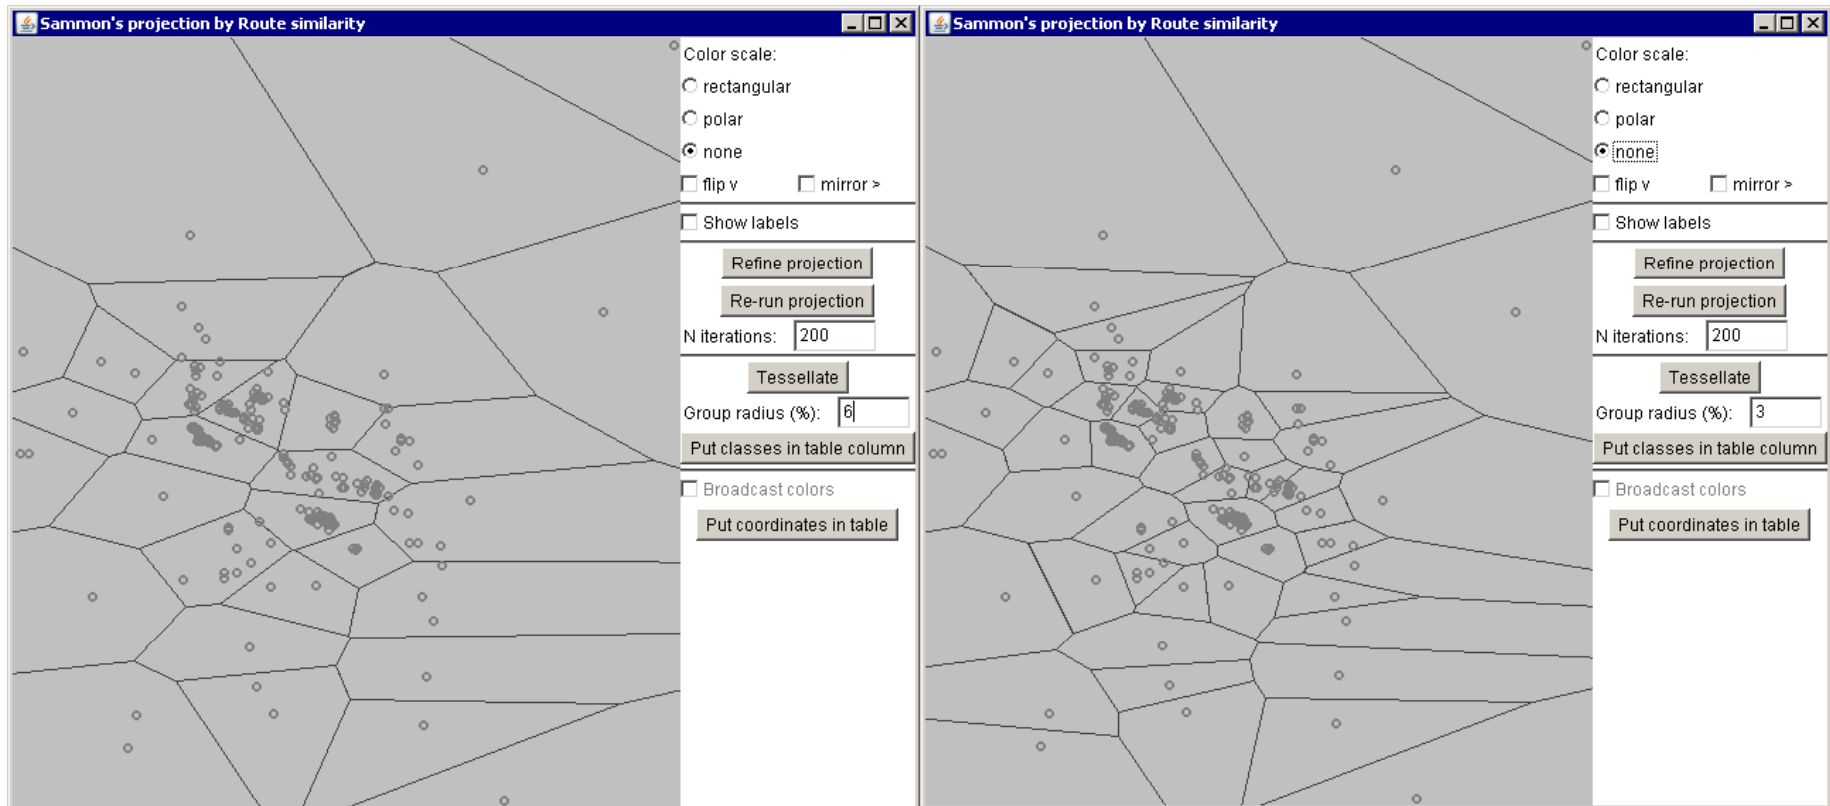 Sammon's projection by Route similarity
Color scale:
rectangular
polar
none
flip v
mirror >
Show labels
Refine projection
Re-run projection
N iterations: 200
Tessellate
Group radius (%): 6
Put classes in table column
Broadcast colors
Put coordinates in table
Sammon's projection by Route similarity
Color scale:
rectangular
polar
none
flip v
mirror >
Show labels
Refine projection
Re-run projection
N iterations: 200
Tessellate
Group radius (%): 3
Put classes in table column
Broadcast colors
Put coordinates in table